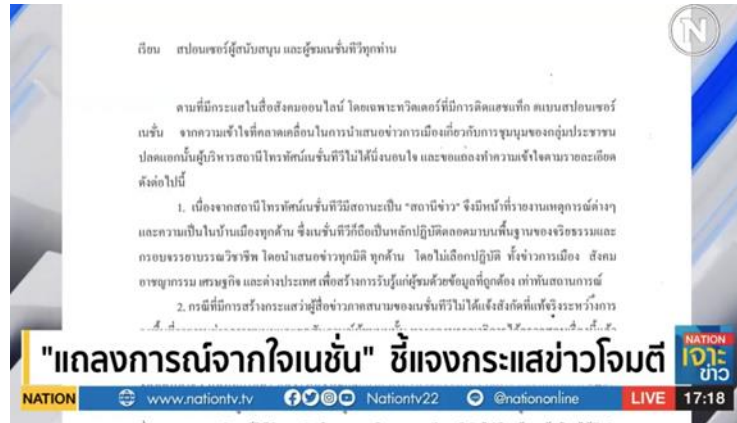 N
เรียน สปอนเซอร์ผู้สนับสนุน และผู้ชมเนชั่นทีวีทุกท่าน
ตามที่มีกระแสในสื่อสังคมออนไลน์ โดยเฉพาะทวิตเตอร์ที่มีการติดแฮชแท็ก #แบนสปอนเซอร์
เนชั่น จากความเข้าใจที่คลาดเคลื่อนในการนำเสนอข่าวการเมืองเกี่ยวกับการชุมนุมของกลุ่มประชาชน
ปลดแอกนั้นผู้บริหารสถานีโทรทัศน์เนชั่นทีวีไม่ได้นิ่งนอนใจ และขอแถลงทำความเข้าใจตามรายละเอียด
ดังต่อไปนี้
1. เนื่องจากสถานีโทรทัศน์เนชั่นทีวีมีสถานะเป็น "สถานีข่าว" จึงมีหน้าที่รายงานเหตุการณ์ต่างๆ
และความเป็นไปในบ้านเมืองทุกด้าน ซึ่งเนชั่นทีวีก็ถือเป็นหลักปฏิบัติตลอดมาบนพื้นฐานของจริยธรรมและ
กรอบจรรยาบรรณวิชาชีพ โดยนำเสนอข่าวทุกมิติ ทุกด้าน โดยไม่เลือกปฏิบัติ ทั้งข่าวการเมือง สังคม
อาชญากรรม เศรษฐกิจ และต่างประเทศ เพื่อสร้างการรับรู้แก่ผู้ชมด้วยข้อมูลที่ถูกต้อง เท่าทันสถานการณ์
2. กรณีที่มีการสร้างกระแสว่าผู้สื่อข่าวภาคสนามของเนชั่นทีวีไม่ได้แจ้งสังกัดที่แท้จริงระหว่างการ
"แถลงการณ์จากใจเนชั่น" ชี้แจงกระแสข่าวโจมตี
NATION
เจาะ
ข่าว
NATION www.nationtv.tv Nationtv22 @nationonline LIVE 17:18